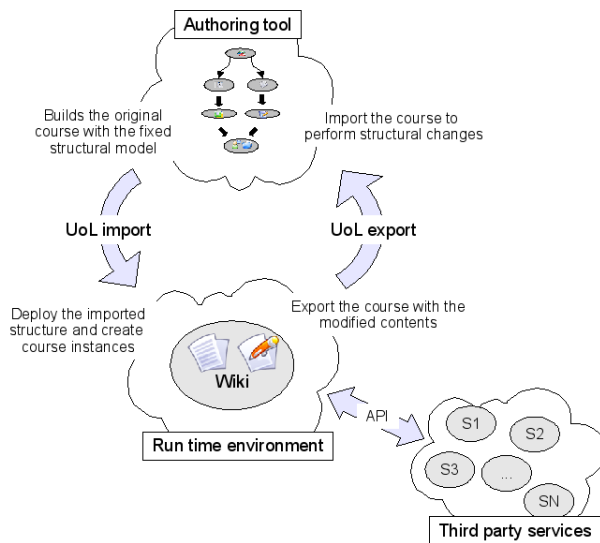 Authoring tool
Builds the original
course with the fixed
structural model
Import the course to
perform structural changes
UoL import
UoL export
Deploy the imported
structure and create
course instances
Export the course with the
modified contents
Wiki
Run time environment
API
S1
S2
S3
...
SN
Third party services